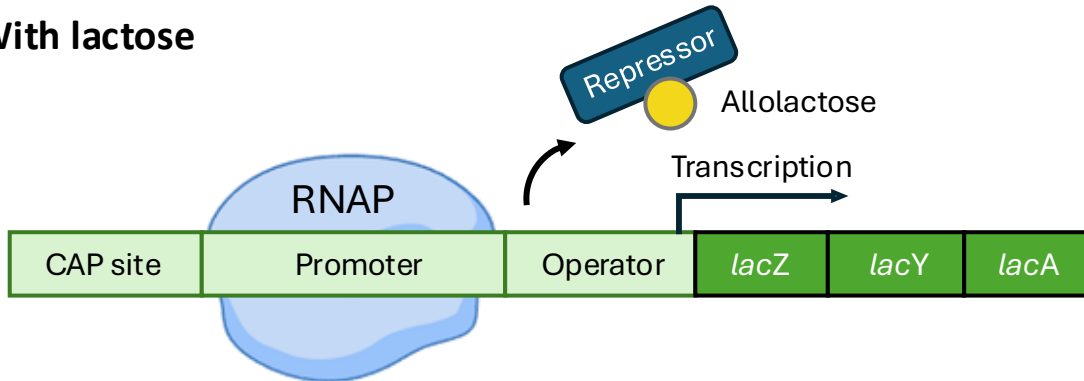 With lactose
Repressor
Allolactose
Transcription
RNAP
CAP site
Promoter
Operator
lacZ
lacY
lacA